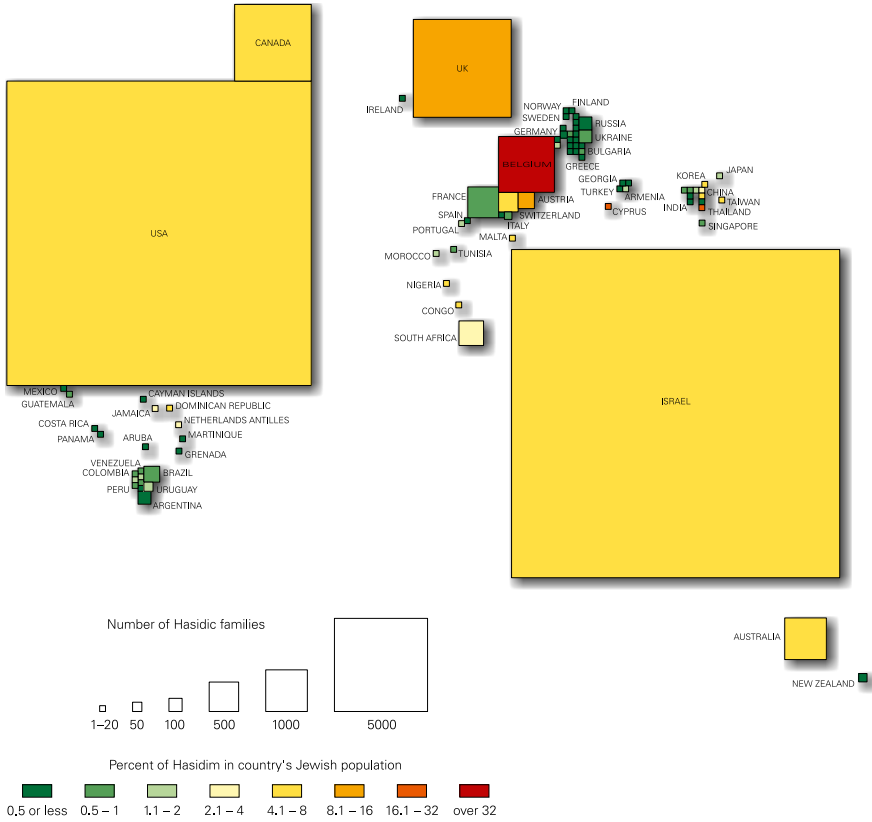 CANADA
UK
USA
IRELAND
NORWAY
FINLAND
SWEDEN
RUSSIA
GERMANY
UKRAINE
BULGARIA
GREECE
BELGIUM
FRANCE
AUSTRIA
SPAIN
SWITZERLAND
PORTUGAL
ITALY
MALTA
GEORGIA
TURKEY
ARMENIA
CYPRUS
KOREA
JAPAN
CHINA
TAIWAN
INDIA
THAILAND
SINGAPORE
MOROCCO
TUNISIA
NIGERIA
CONGO
SOUTH AFRICA
ISRAEL
MEXICO
GUATEMALA
CAYMAN ISLANDS
JAMAICA
DOMINICAN REPUBLIC
NETHERLANDS ANTILLES
COSTA RICA
PANAMA
ARUBA
MARTINIQUE
GRENADA
VENEZUELA
COLOMBIA
BRAZIL
PERU
URUGUAY
ARGENTINA
AUSTRALIA
NEW ZEALAND
Number of Hasidic families
1–20 50 100 500 1000 5000
Percent of Hasidim in country's Jewish population
0,5 or less 0.5 – 1 1.1 – 2 2.1 – 4 4.1 – 8 8.1 – 16 16.1 – 32 over 32